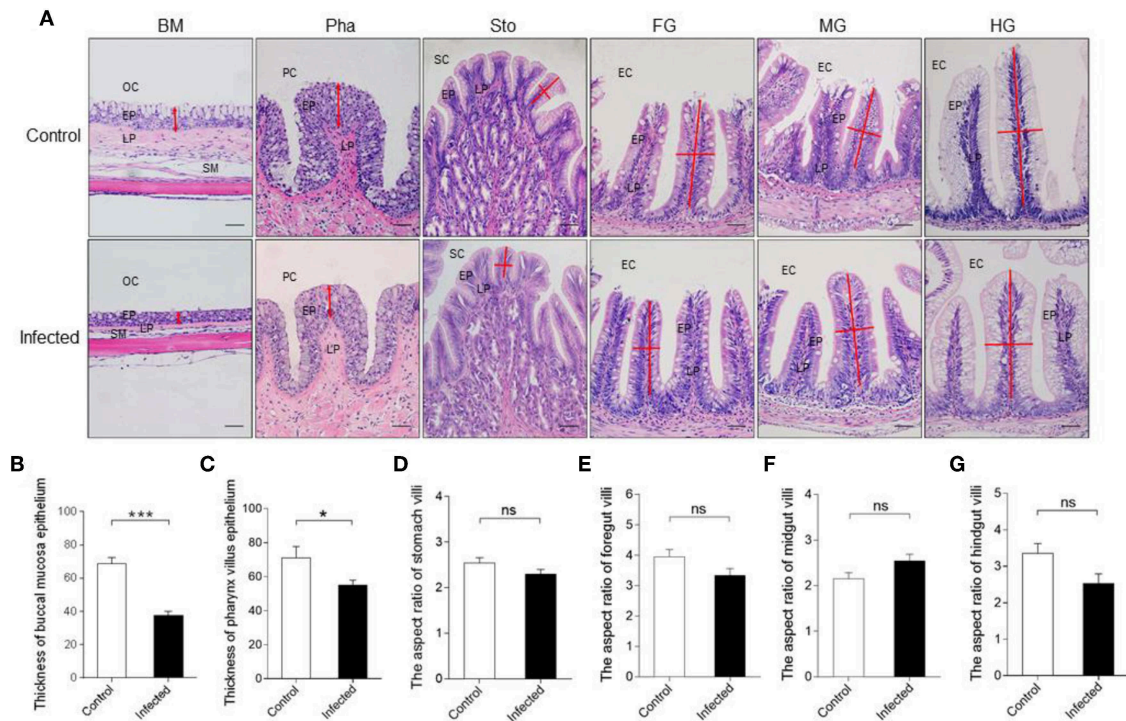 A
BM Pha Sto FG MG HG
Control
OC EP LP SM
PC EP LP
SC EP LP
EC EP LP
EC EP LP
EC EP LP
Infected
OC EP LP SM
PC EP LP
SC EP LP
EC EP LP
EC EP LP
EC EP LP
B
Thickness of buccal mucosa epithelium
100
80
60
40
20
0
***
Control Infected
C
Thickness of pharynx villus epithelium
100
80
60
40
20
0
*
Control Infected
D
The aspect ratio of stomach villi
4
3
2
1
0
ns
Control Infected
E
The aspect ratio of foregut villi
6
5
4
3
2
1
0
ns
Control Infected
F
The aspect ratio of midgut villi
4
3
2
1
0
ns
Control Infected
G
The aspect ratio of hindgut villi
5
4
3
2
1
0
ns
Control Infected